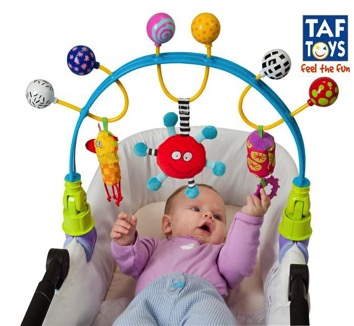 TAF
TOYS
feel the fun